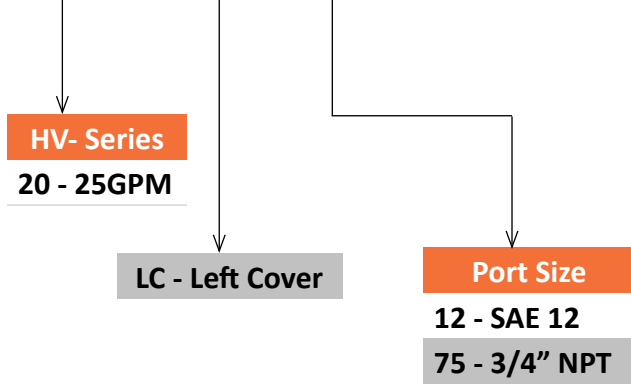 HV- Series
20 - 25GPM
LC - Left Cover
Port Size
12 - SAE 12
75 - 3/4” NPT